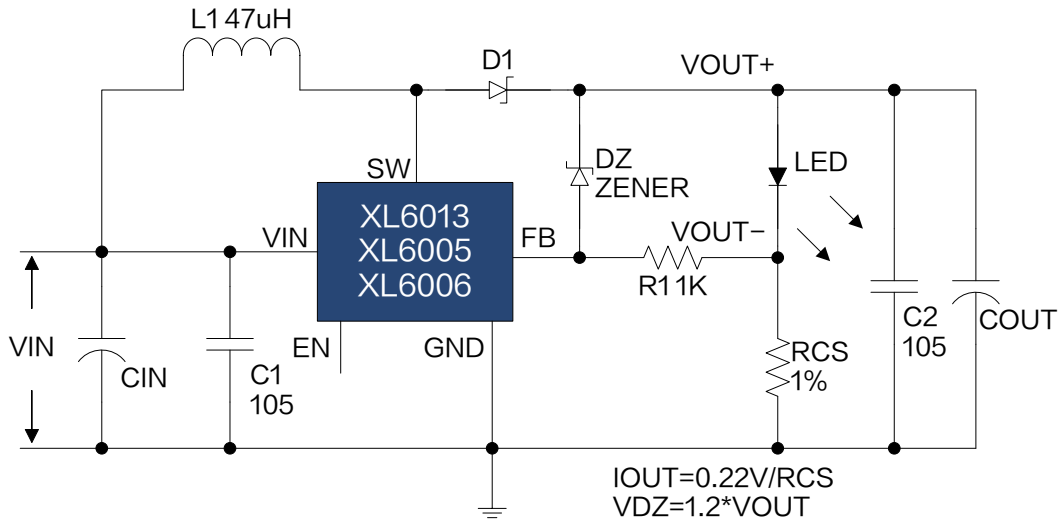 L1 47uH
D1
VOUT+
SW
DZ
ZENER
LED
XL6013
XL6005
XL6006
VIN
FB
VOUT−
R1 1K
VIN
CIN
C1
105
EN
GND
RCS
1%
C2
105
COUT
IOUT=0.22V/RCS
VDZ=1.2*VOUT